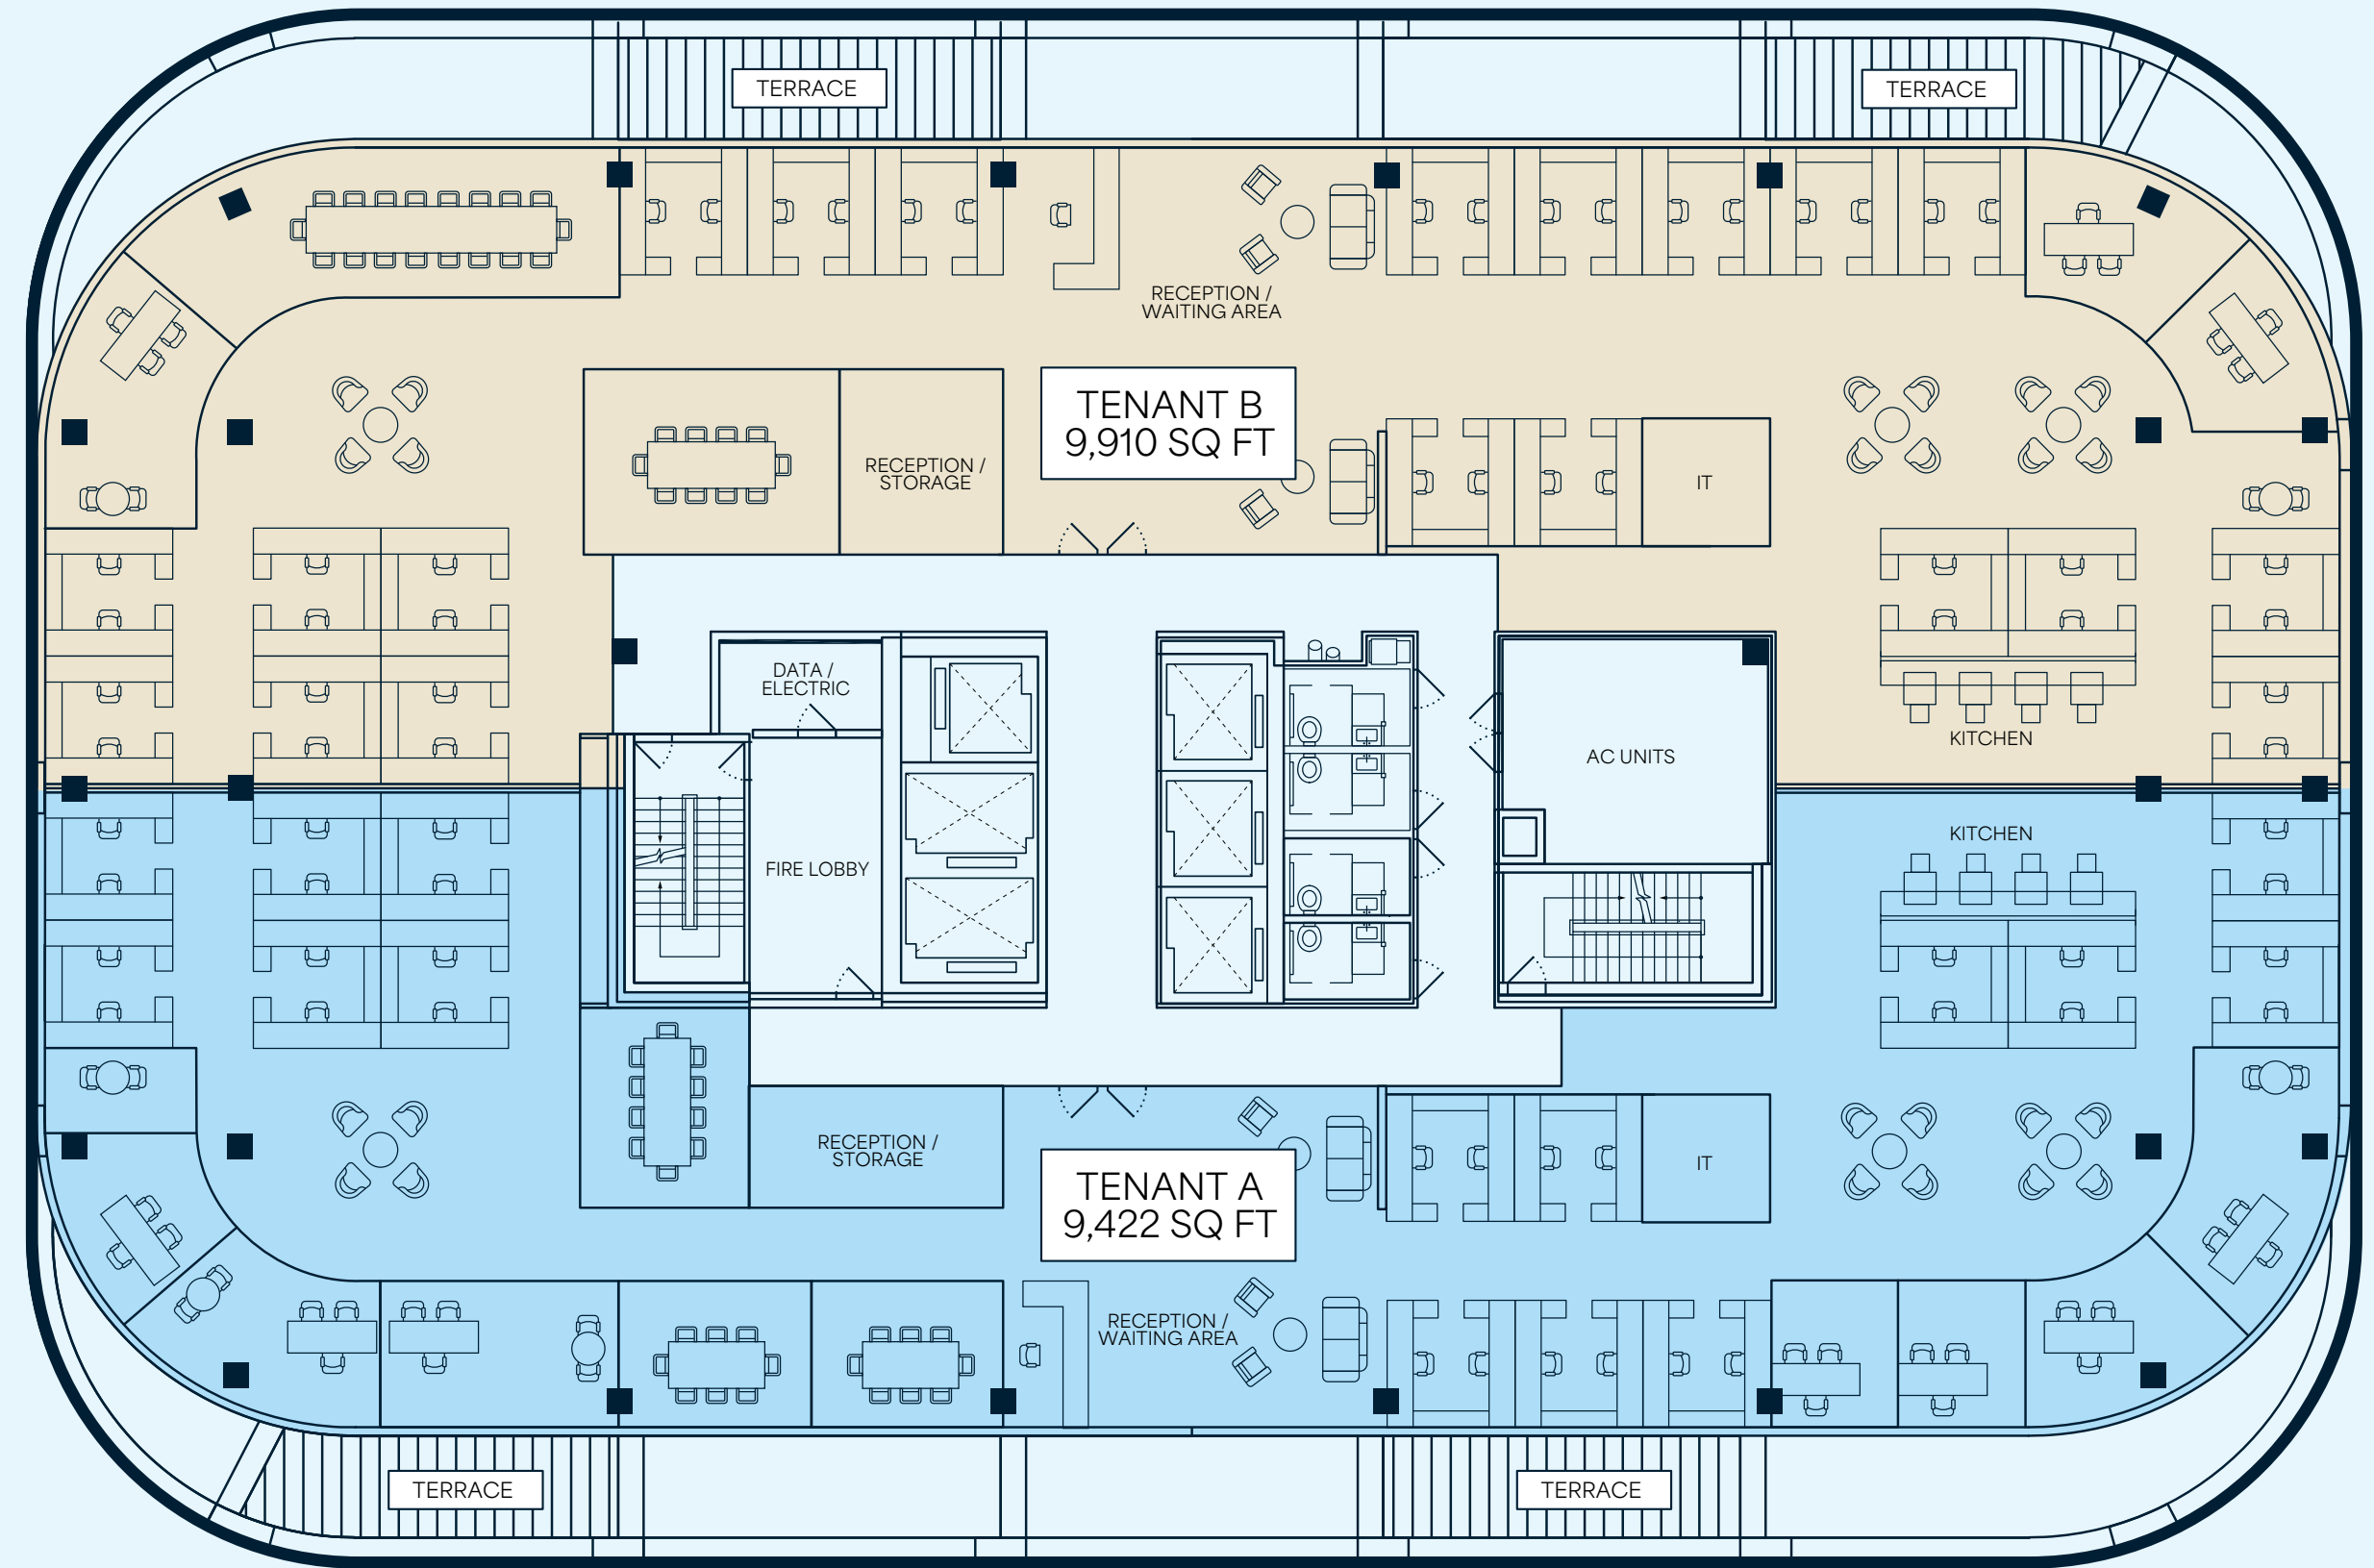 TERRACE
TERRACE
RECEPTION /
WAITING AREA
TENANT B
9,910 SQ FT
RECEPTION /
STORAGE
IT
DATA /
ELECTRIC
KITCHEN
AC UNITS
FIRE LOBBY
KITCHEN
RECEPTION /
STORAGE
IT
TENANT A
9,422 SQ FT
RECEPTION /
WAITING AREA
TERRACE
TERRACE